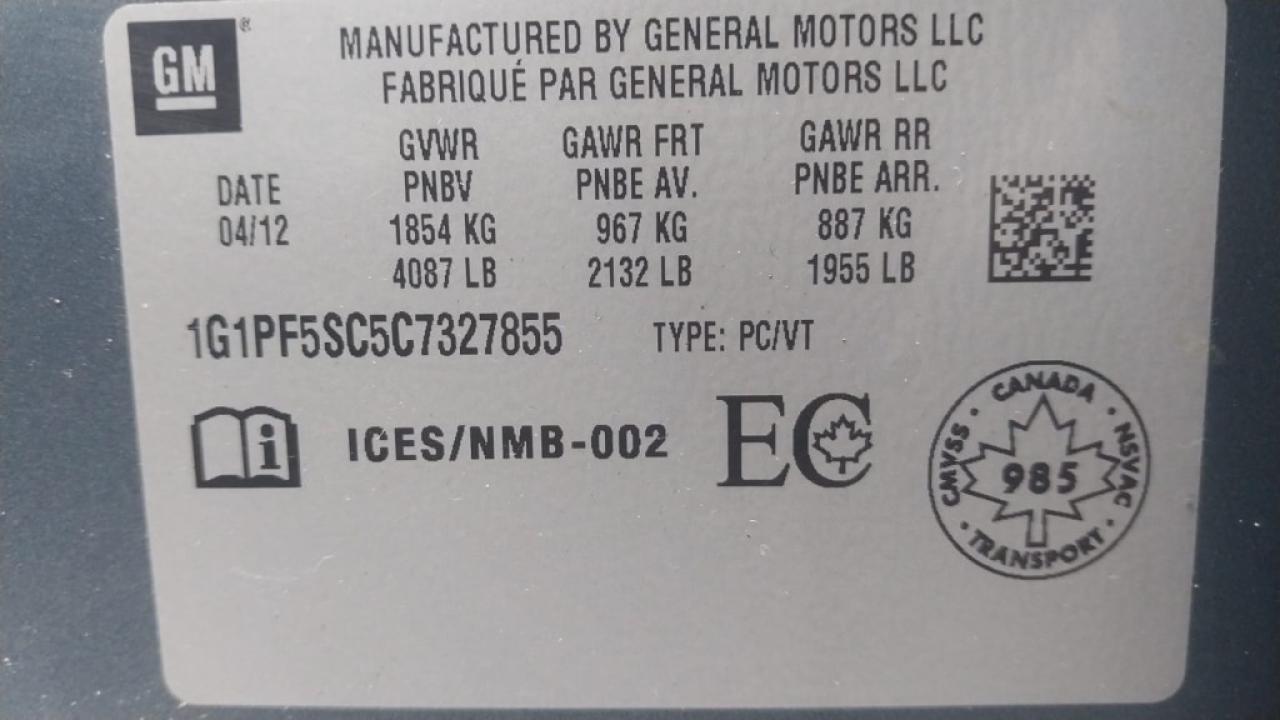 GM ®
MANUFACTURED BY GENERAL MOTORS LLC
FABRIQUÉ PAR GENERAL MOTORS LLC
GVWR GAWR FRT GAWR RR
DATE PNBV PNBE AV. PNBE ARR.
04/12 1854 KG 967 KG 887 KG
4087 LB 2132 LB 1955 LB
1G1PF5SC5C7327855 TYPE: PC/VT
i ICES/NMB-002 EC
CANADA • NSVAC • TRANSPORT • CMVSS •
985